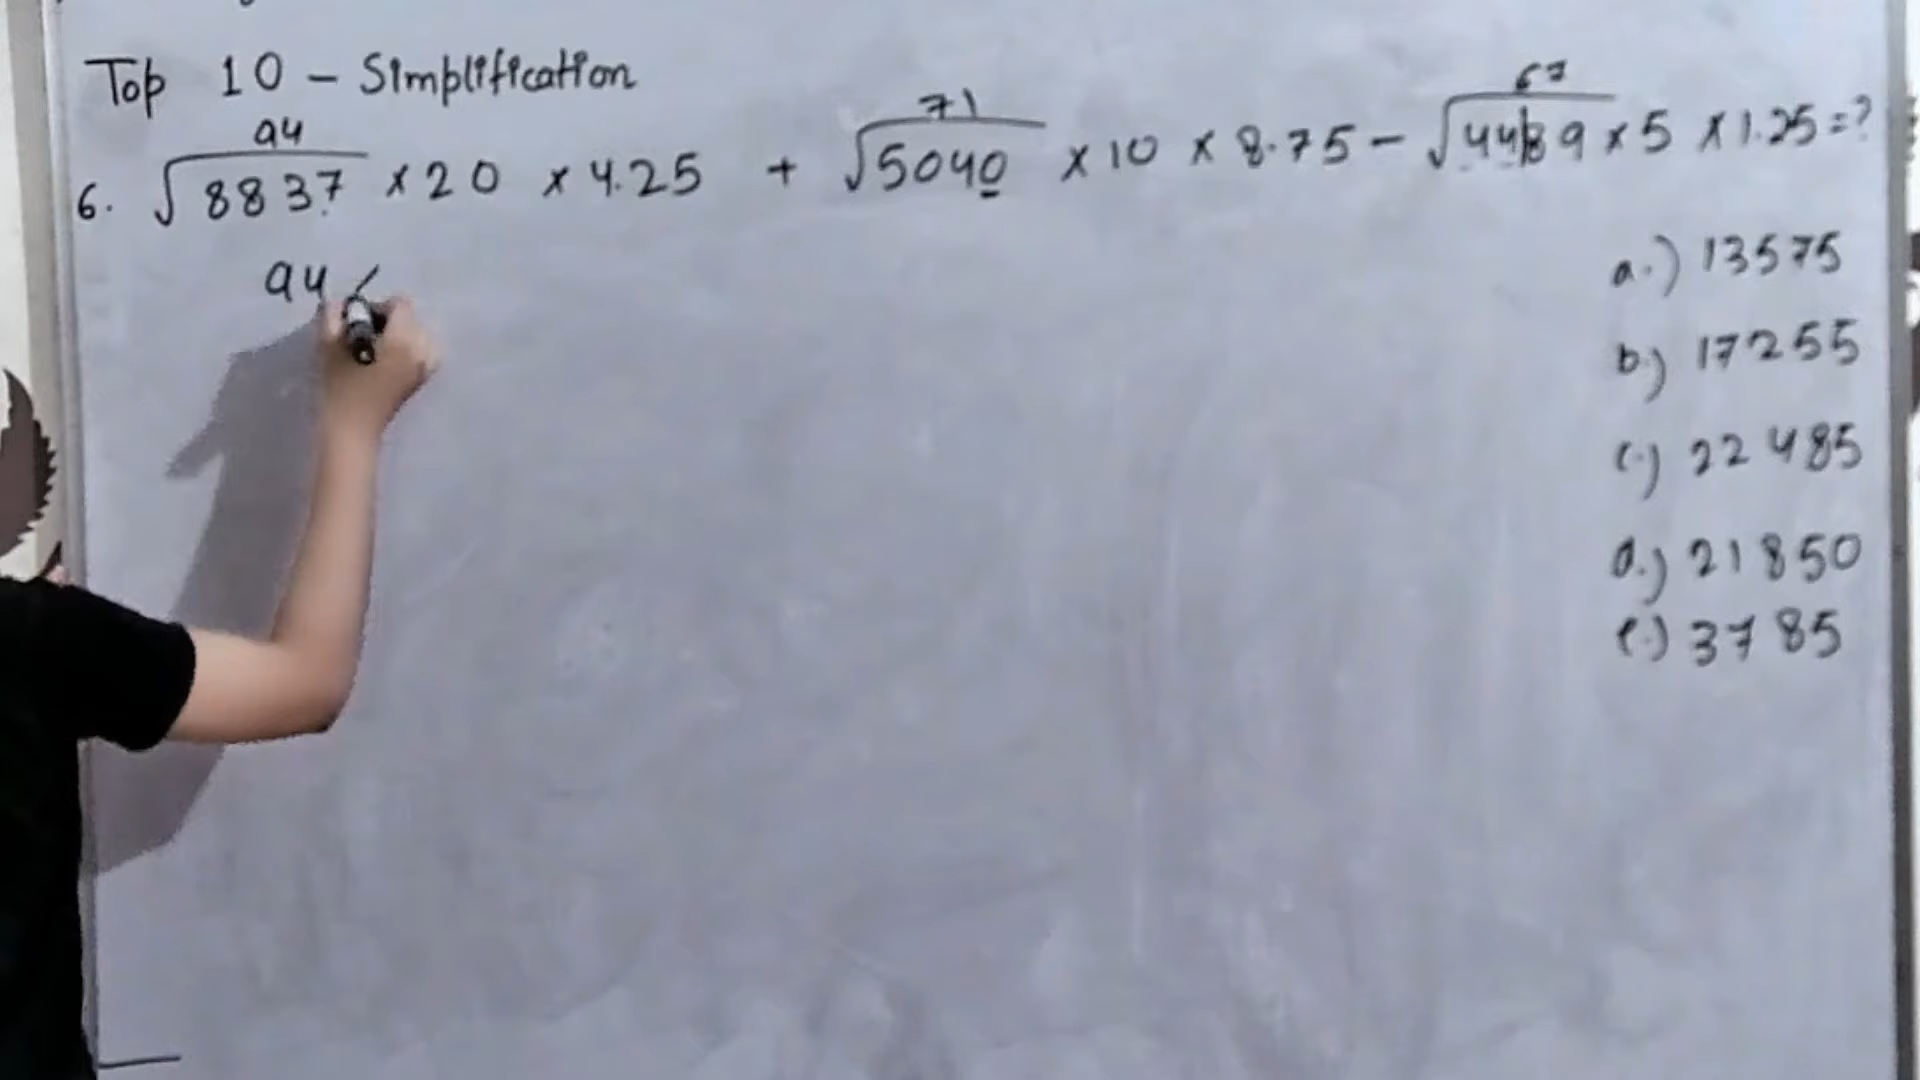 Top 10 - Simplification
94 71 67
6. √8837 × 20 × 4.25 + √5040 × 10 × 8.75 - √4489 × 5 × 1.25 = ?
94
a.) 13575
b.) 17255
c.) 22485
d.) 21850
e.) 3785